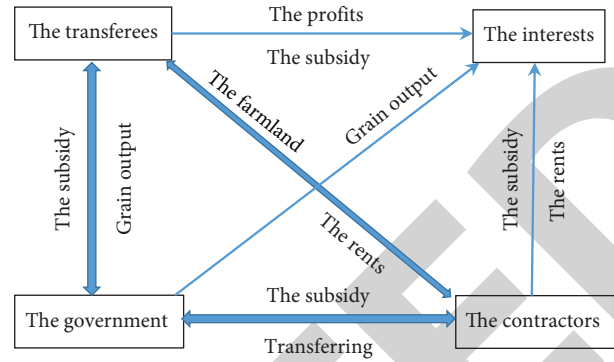 The transferees
The profits
The subsidy
The interests
The farmland
The rents
Grain output
The subsidy
Grain output
The subsidy
The rents
The government
The subsidy
Transferring
The contractors